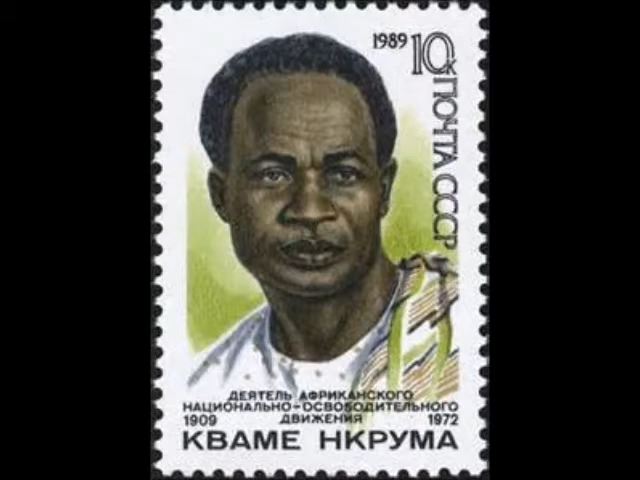 1989 10к
ПОЧТА СССР
ДЕЯТЕЛЬ АФРИКАНСКОГО
НАЦИОНАЛЬНО-ОСВОБОДИТЕЛЬНОГО
1909 ДВИЖЕНИЯ 1972
КВАМЕ НКРУМА